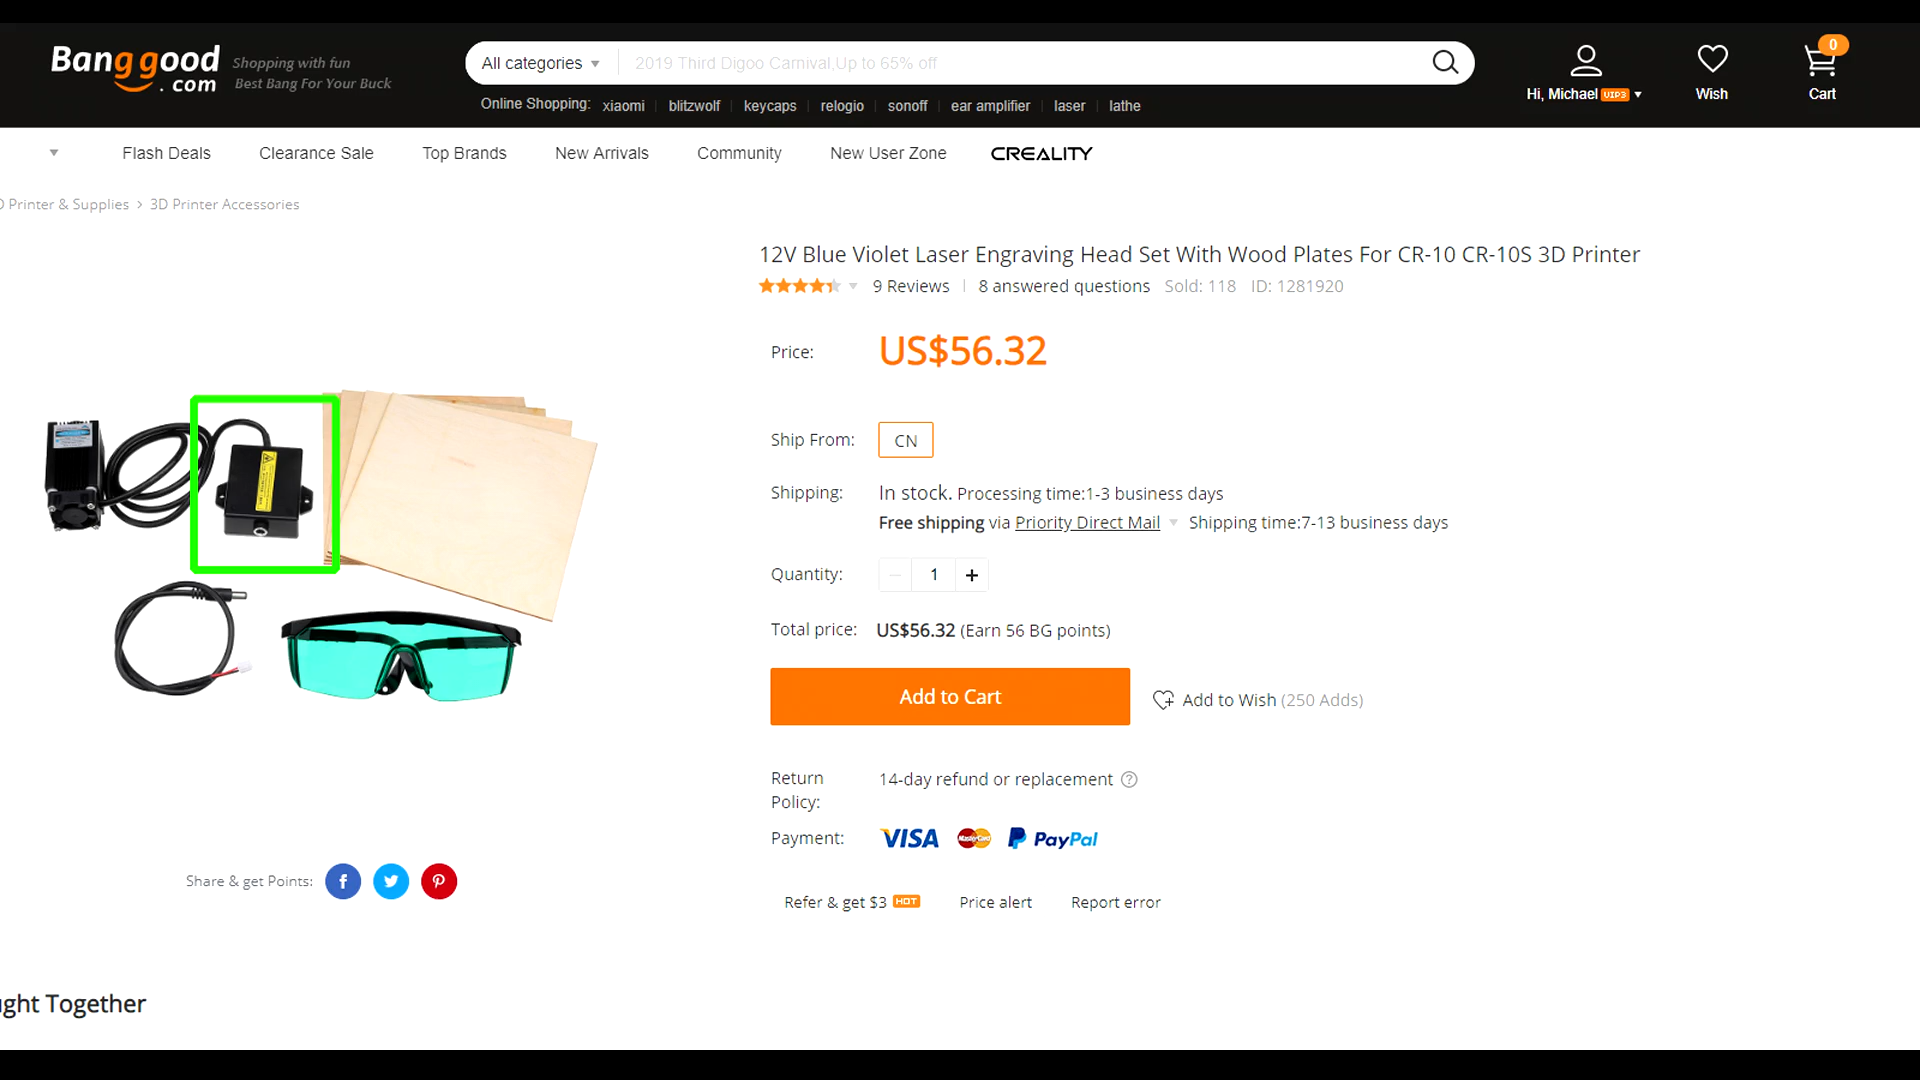 Banggood.com
Shopping with fun
Best Bang For Your Buck
All categories
2019 Third Digoo Carnival,Up to 65% off
Online Shopping: xiaomi blitzwolf keycaps relogio sonoff ear amplifier laser lathe
Hi, Michael VIP3
Wish
0
Cart
Flash Deals Clearance Sale Top Brands New Arrivals Community New User Zone CREALITY
Printer & Supplies > 3D Printer Accessories
12V Blue Violet Laser Engraving Head Set With Wood Plates For CR-10 CR-10S 3D Printer
9 Reviews 8 answered questions Sold: 118 ID: 1281920
Price: US$56.32
Ship From: CN
Shipping: In stock. Processing time:1-3 business days
Free shipping via Priority Direct Mail Shipping time:7-13 business days
Quantity: 1 +
Total price: US$56.32 (Earn 56 BG points)
Add to Cart
Add to Wish (250 Adds)
Return Policy: 14-day refund or replacement ?
Payment: VISA MasterCard PayPal
Share & get Points:
Refer & get $3 HOT Price alert Report error
ght Together